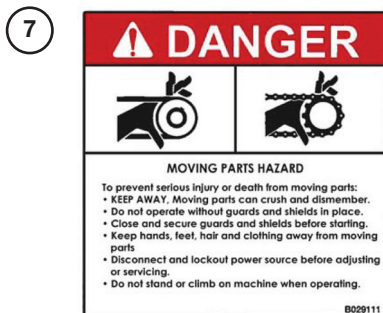 7
DANGER
MOVING PARTS HAZARD
To prevent serious injury or death from moving parts:
• KEEP AWAY, Moving parts can crush and dismember.
• Do not operate without guards and shields in place.
• Close and secure guards and shields before starting.
• Keep hands, feet, hair and clothing away from moving
parts
• Disconnect and lockout power source before adjusting
or servicing.
• Do not stand or climb on machine when operating.
B029111